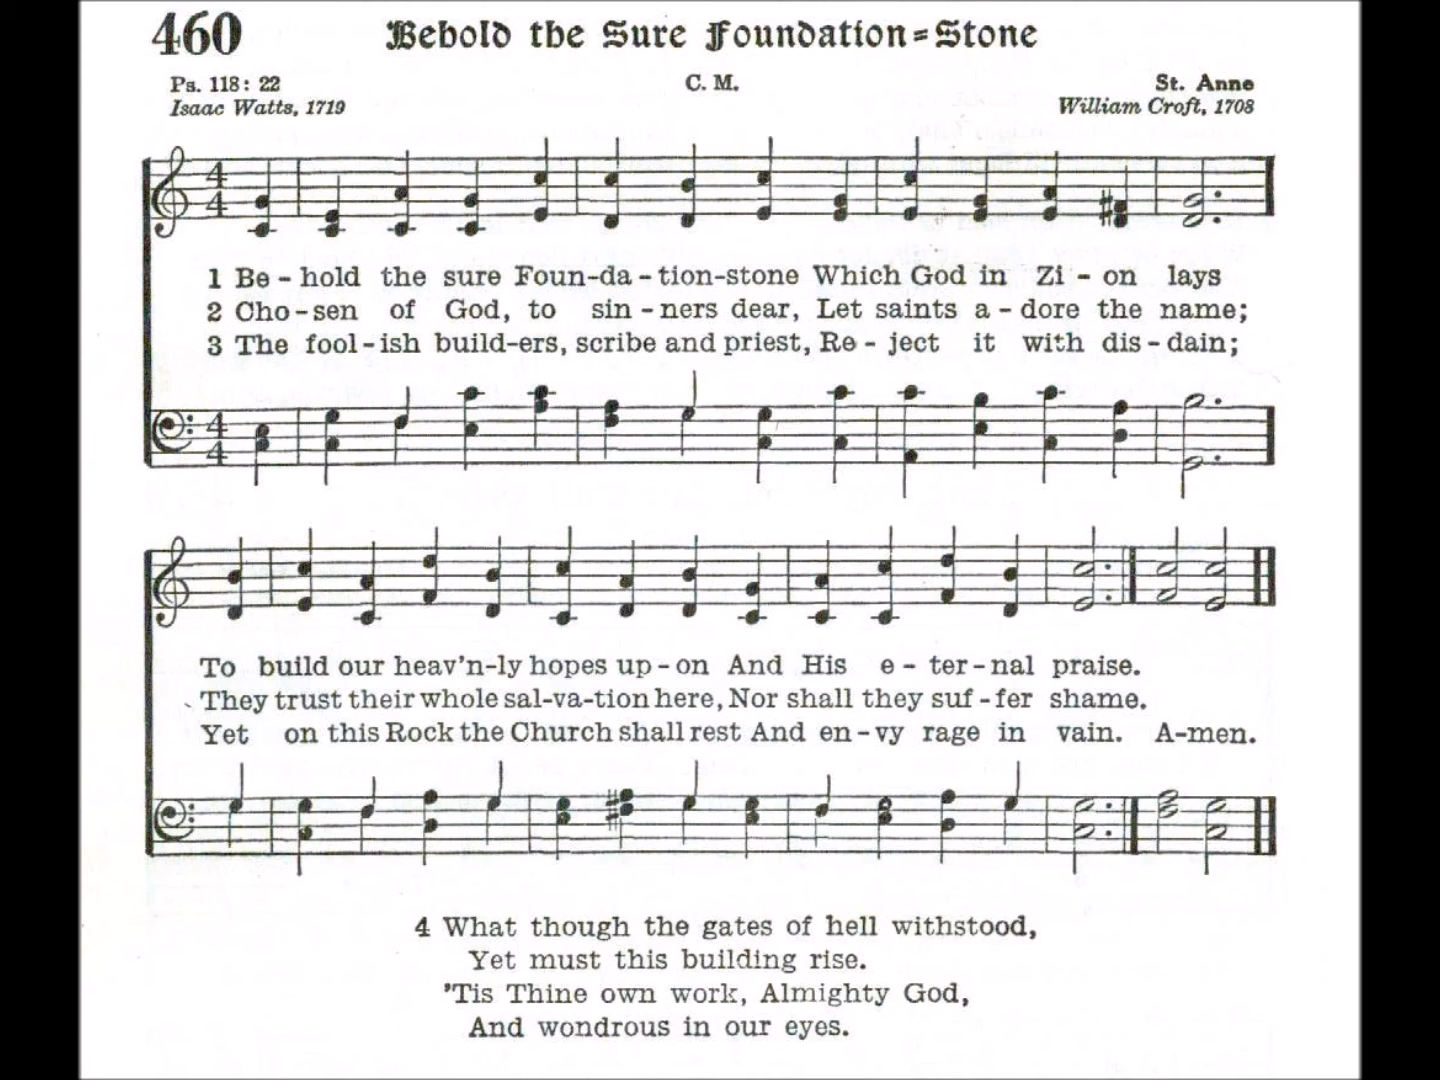 460 Behold the Sure Foundation=Stone
Ps. 118: 22 C. M. St. Anne
Isaac Watts, 1719 William Croft, 1708
1 Be - hold the sure Foun-da - tion-stone Which God in Zi - on lays
2 Cho - sen of God, to sin - ners dear, Let saints a - dore the name;
3 The fool - ish build-ers, scribe and priest, Re - ject it with dis - dain;
To build our heav'n-ly hopes up - on And His e - ter - nal praise.
They trust their whole sal-va-tion here, Nor shall they suf - fer shame.
Yet on this Rock the Church shall rest And en - vy rage in vain. A-men.
4 What though the gates of hell withstood,
Yet must this building rise.
'Tis Thine own work, Almighty God,
And wondrous in our eyes.